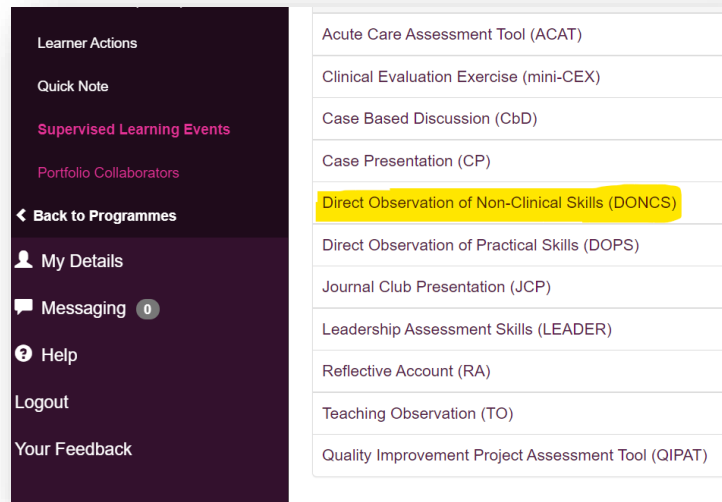 Learner Actions
Quick Note
Supervised Learning Events
Portfolio Collaborators
Back to Programmes
My Details
Messaging 0
Help
Logout
Your Feedback
Acute Care Assessment Tool (ACAT)
Clinical Evaluation Exercise (mini-CEX)
Case Based Discussion (CbD)
Case Presentation (CP)
Direct Observation of Non-Clinical Skills (DONCS)
Direct Observation of Practical Skills (DOPS)
Journal Club Presentation (JCP)
Leadership Assessment Skills (LEADER)
Reflective Account (RA)
Teaching Observation (TO)
Quality Improvement Project Assessment Tool (QIPAT)